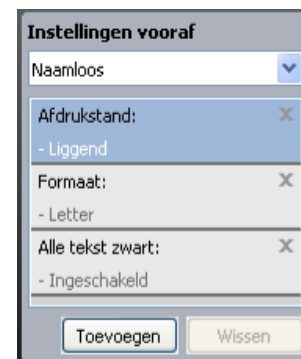 Instellingen vooraf
Naamloos
Afdrukstand:
- Liggend
Formaat:
- Letter
Alle tekst zwart:
- Ingeschakeld
Toevoegen Wissen